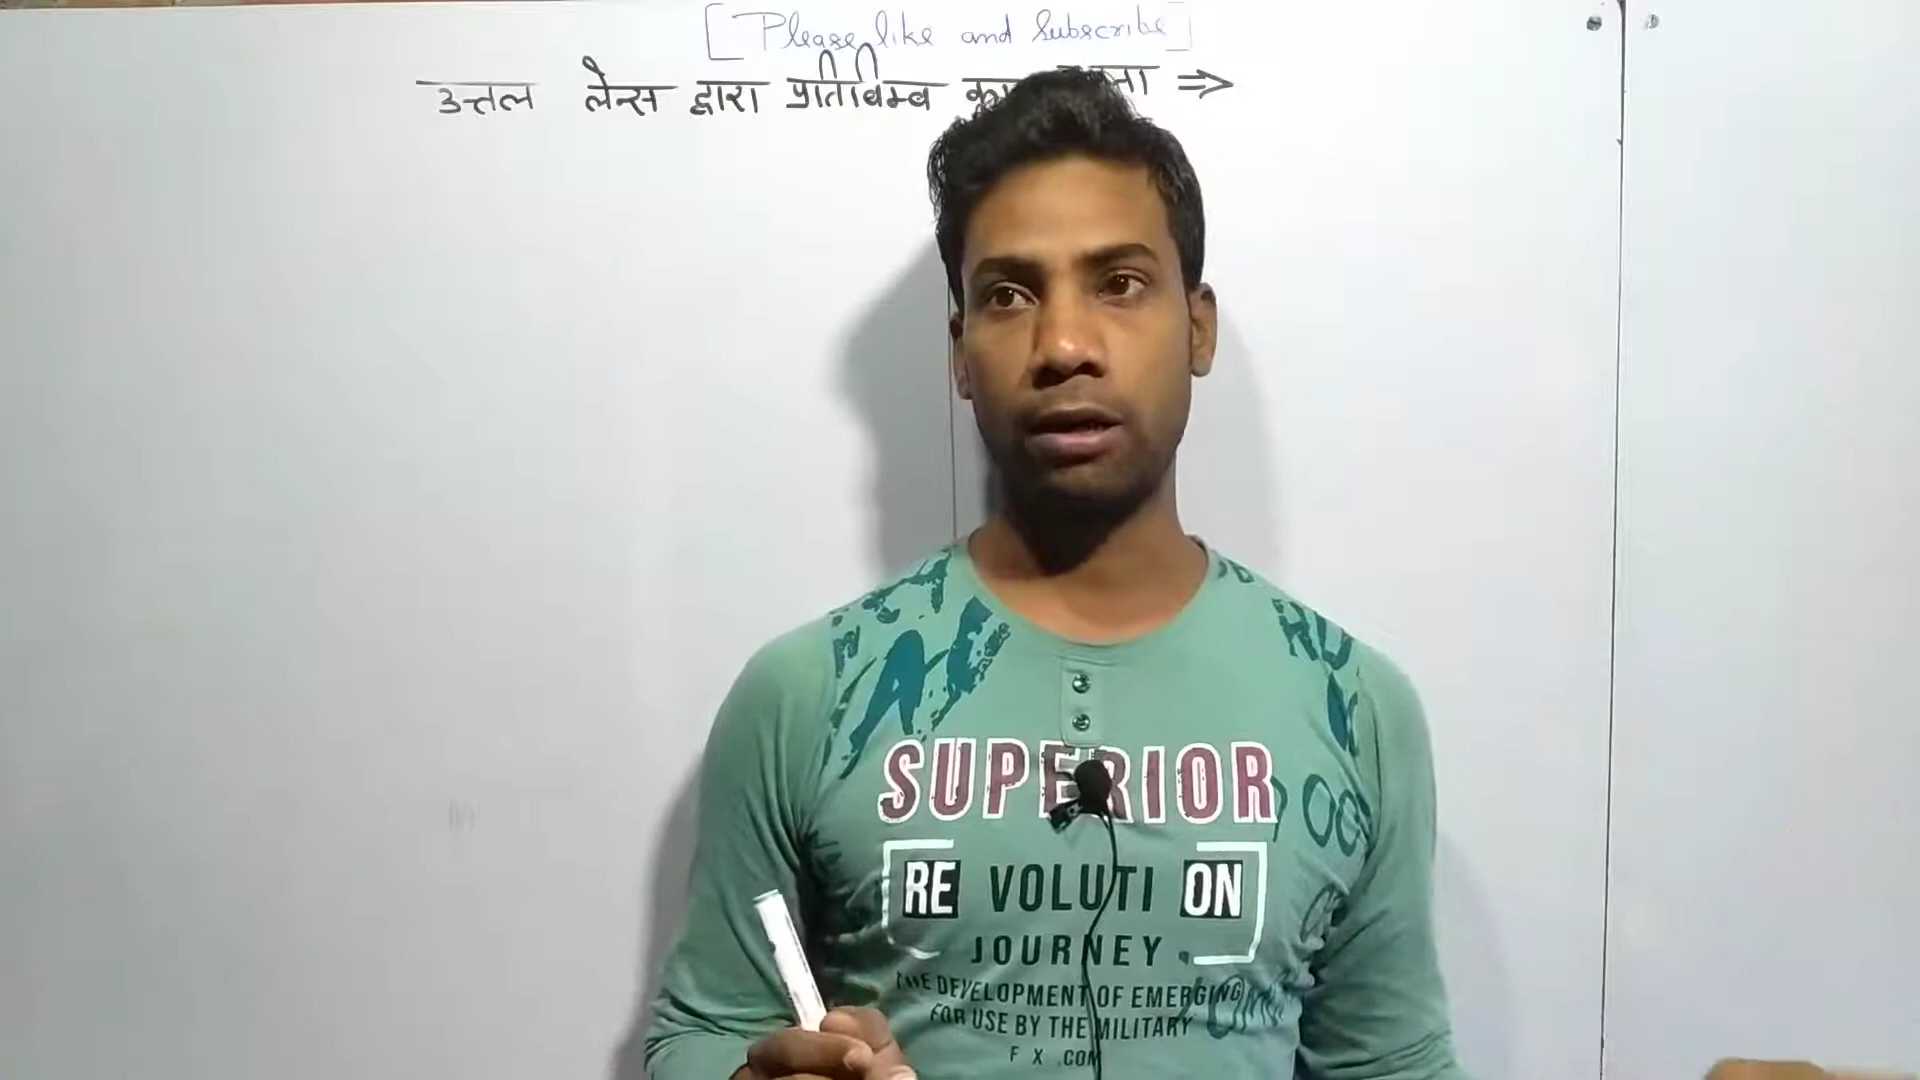 [Please like and Subscribe]
उत्तल लेन्स द्वारा प्रतिबिम्ब का ⇒
SUPERIOR
RE VOLUTI ON
JOURNEY
THE DEVELOPMENT OF EMERGING
FOR USE BY THE MILITARY
F X .COM